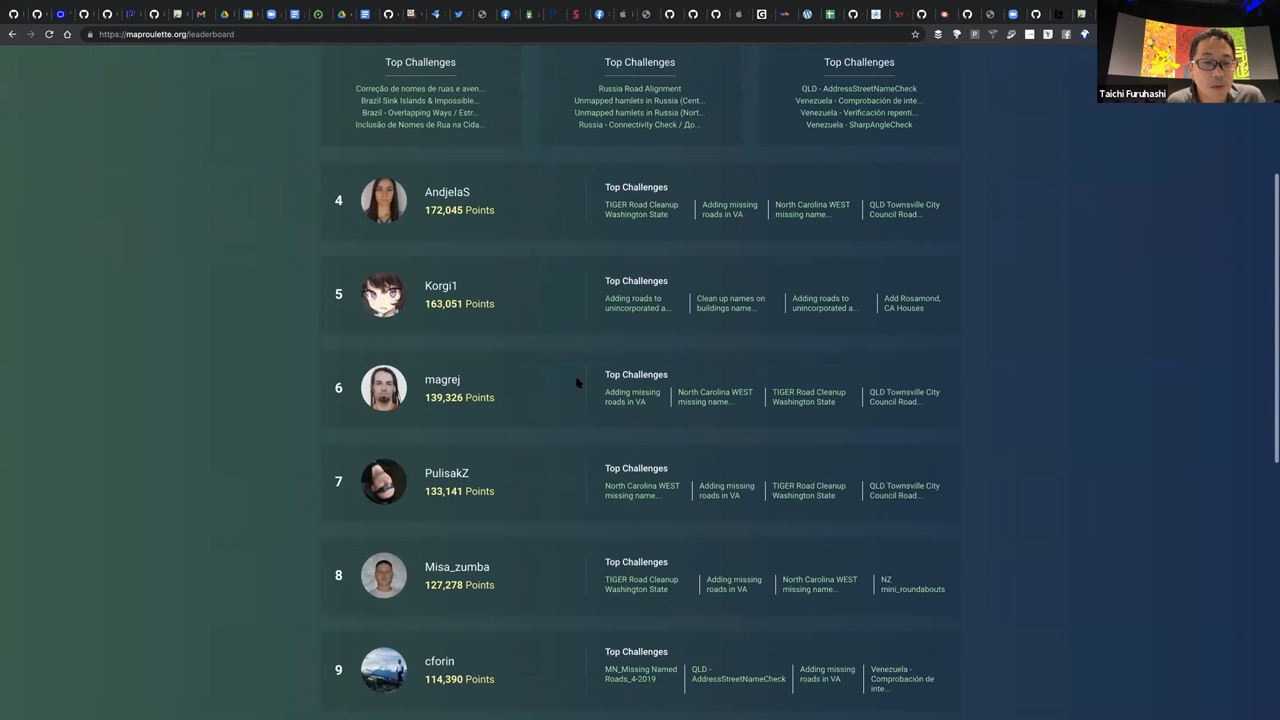 https://maproulette.org/leaderboard
Taichi Furuhashi
Top Challenges
Correção de nomes de ruas e aven...
Brazil Sink Islands & Impossible...
Brazil - Overlapping Ways / Estr...
Inclusão de Nomes de Rua na Cida...
Top Challenges
Russia Road Alignment
Unmapped hamlets in Russia (Cent...
Unmapped hamlets in Russia (Nort...
Russia - Connectivity Check / До...
Top Challenges
QLD - AddressStreetNameCheck
Venezuela - Comprobación de inte...
Venezuela - Verificación repenti...
Venezuela - SharpAngleCheck
4
AndjelaS
172,045 Points
Top Challenges
TIGER Road Cleanup
Washington State
Adding missing
roads in VA
North Carolina WEST
missing name...
QLD Townsville City
Council Road...
5
Korgi1
163,051 Points
Top Challenges
Adding roads to
unincorporated a...
Clean up names on
buildings name...
Adding roads to
unincorporated a...
Add Rosamond,
CA Houses
6
magrej
139,326 Points
Top Challenges
Adding missing
roads in VA
North Carolina WEST
missing name...
TIGER Road Cleanup
Washington State
QLD Townsville City
Council Road...
7
PulisakZ
133,141 Points
Top Challenges
North Carolina WEST
missing name...
Adding missing
roads in VA
TIGER Road Cleanup
Washington State
QLD Townsville City
Council Road...
8
Misa_zumba
127,278 Points
Top Challenges
TIGER Road Cleanup
Washington State
Adding missing
roads in VA
North Carolina WEST
missing name...
NZ
mini_roundabouts
9
cforin
114,390 Points
Top Challenges
MN_Missing Named
Roads_4-2019
QLD -
AddressStreetNameCheck
Adding missing
roads in VA
Venezuela -
Comprobación de
inte...